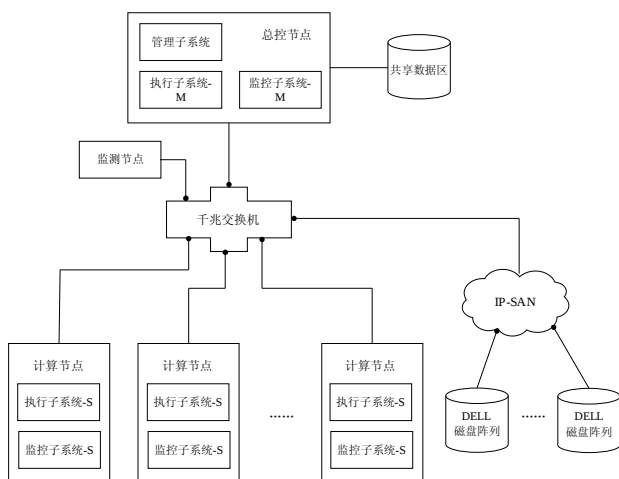 管理子系统
总控节点
执行子系统-
M
监控子系统-
M
共享数据区
监测节点
千兆交换机
IP-SAN
计算节点
执行子系统-S
监控子系统-S
计算节点
执行子系统-S
监控子系统-S
......
计算节点
执行子系统-S
监控子系统-S
DELL
磁盘阵列
......
DELL
磁盘阵列